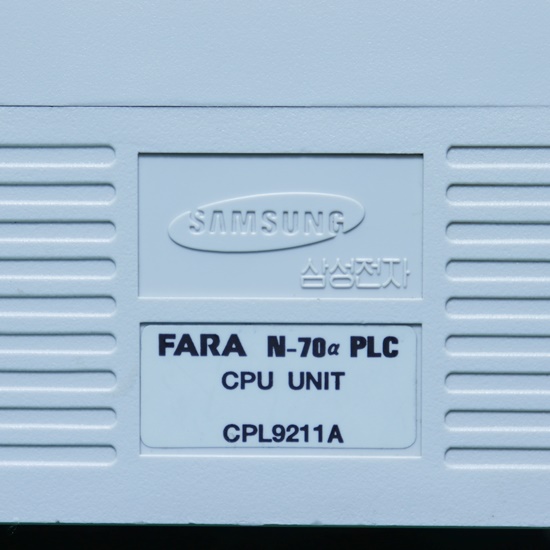 SAMSUNG
삼성전자
FARA N-70α PLC
CPU UNIT
CPL9211A